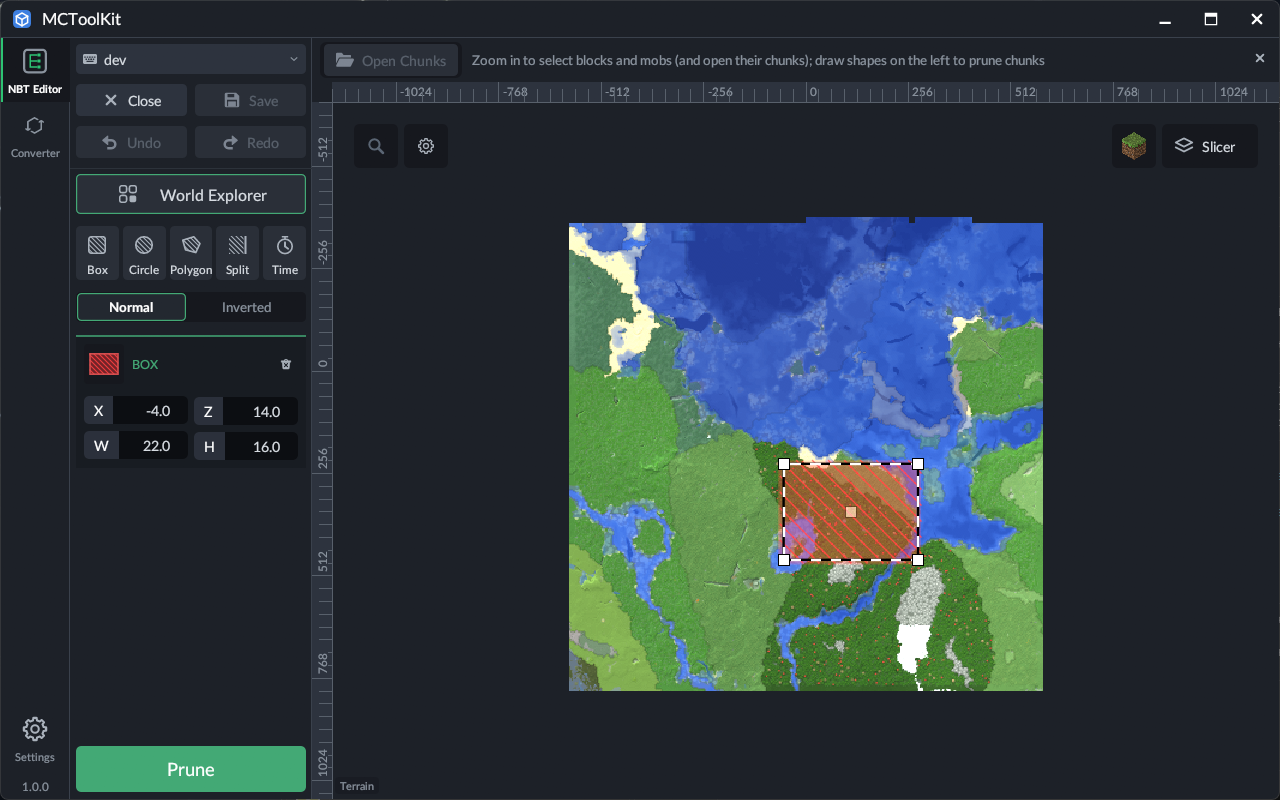 MCToolKit
NBT Editor
Converter
Settings
1.0.0
dev
Close
Save
Undo
Redo
World Explorer
Box
Circle
Polygon
Split
Time
Normal
Inverted
BOX
X -4.0
Z 14.0
W 22.0
H 16.0
Prune
Open Chunks
Zoom in to select blocks and mobs (and open their chunks); draw shapes on the left to prune chunks
-1024 -768 -512 -256 0 256 512 768 1024
-512
-256
0
256
512
768
1024
Slicer
Terrain